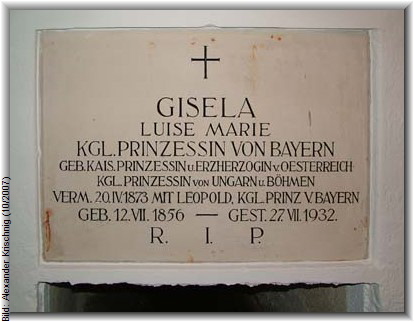 GISELA
LUISE MARIE
KGL. PRINZESSIN VON BAYERN
GEB. KAIS. PRINZESSIN U. ERZHERZOGIN V. OESTERREICH
KGL. PRINZESSIN VON UNGARN U. BÖHMEN
VERM. 20. IV. 1873 MIT LEOPOLD, KGL. PRINZ V. BAYERN
GEB. 12. VII. 1856 — GEST. 27. VII. 1932.
R. I. P.
Bild: Alexander Krischnig (10/2007)